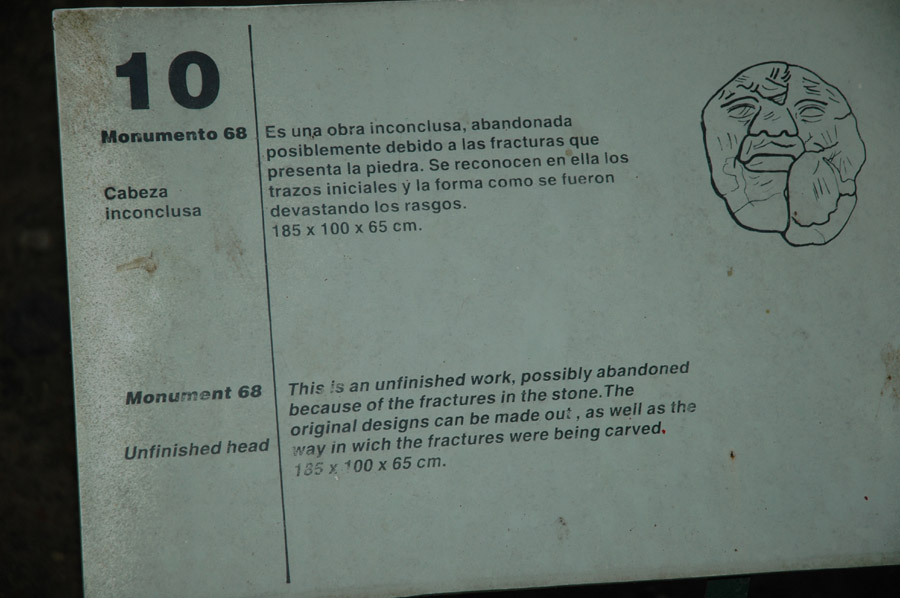 10
Monumento 68
Cabeza
inconclusa
Es una obra inconclusa, abandonada
posiblemente debido a las fracturas que
presenta la piedra. Se reconocen en ella los
trazos iniciales y la forma como se fueron
devastando los rasgos.
185 x 100 x 65 cm.
Monument 68
Unfinished head
This is an unfinished work, possibly abandoned
because of the fractures in the stone.The
original designs can be made out , as well as the
way in wich the fractures were being carved.
185 x 100 x 65 cm.